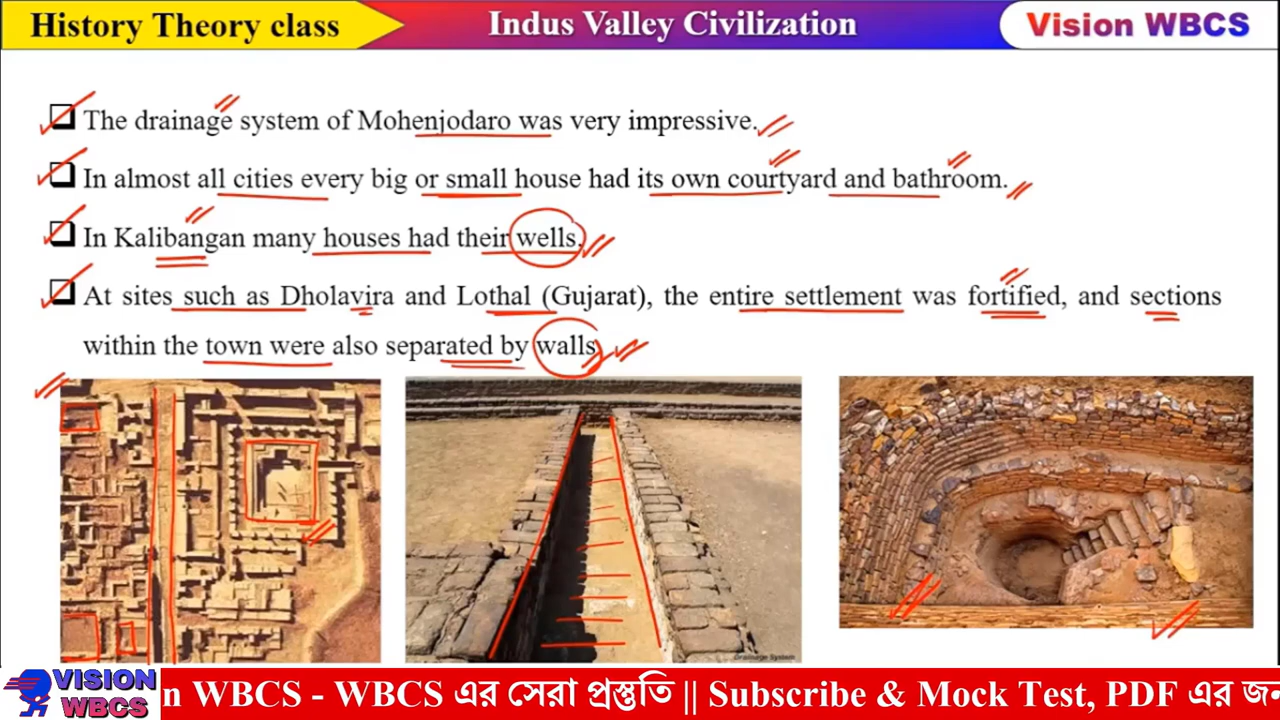 History Theory class
Indus Valley Civilization
Vision WBCS
The drainage system of Mohenjodaro was very impressive.
In almost all cities every big or small house had its own courtyard and bathroom.
In Kalibangan many houses had their wells.
At sites such as Dholavira and Lothal (Gujarat), the entire settlement was fortified, and sections
within the town were also separated by walls
Drainage System
VISION
WBCS
n WBCS - WBCS এর সেরা প্রস্তুতি || Subscribe & Mock Test, PDF এর জন